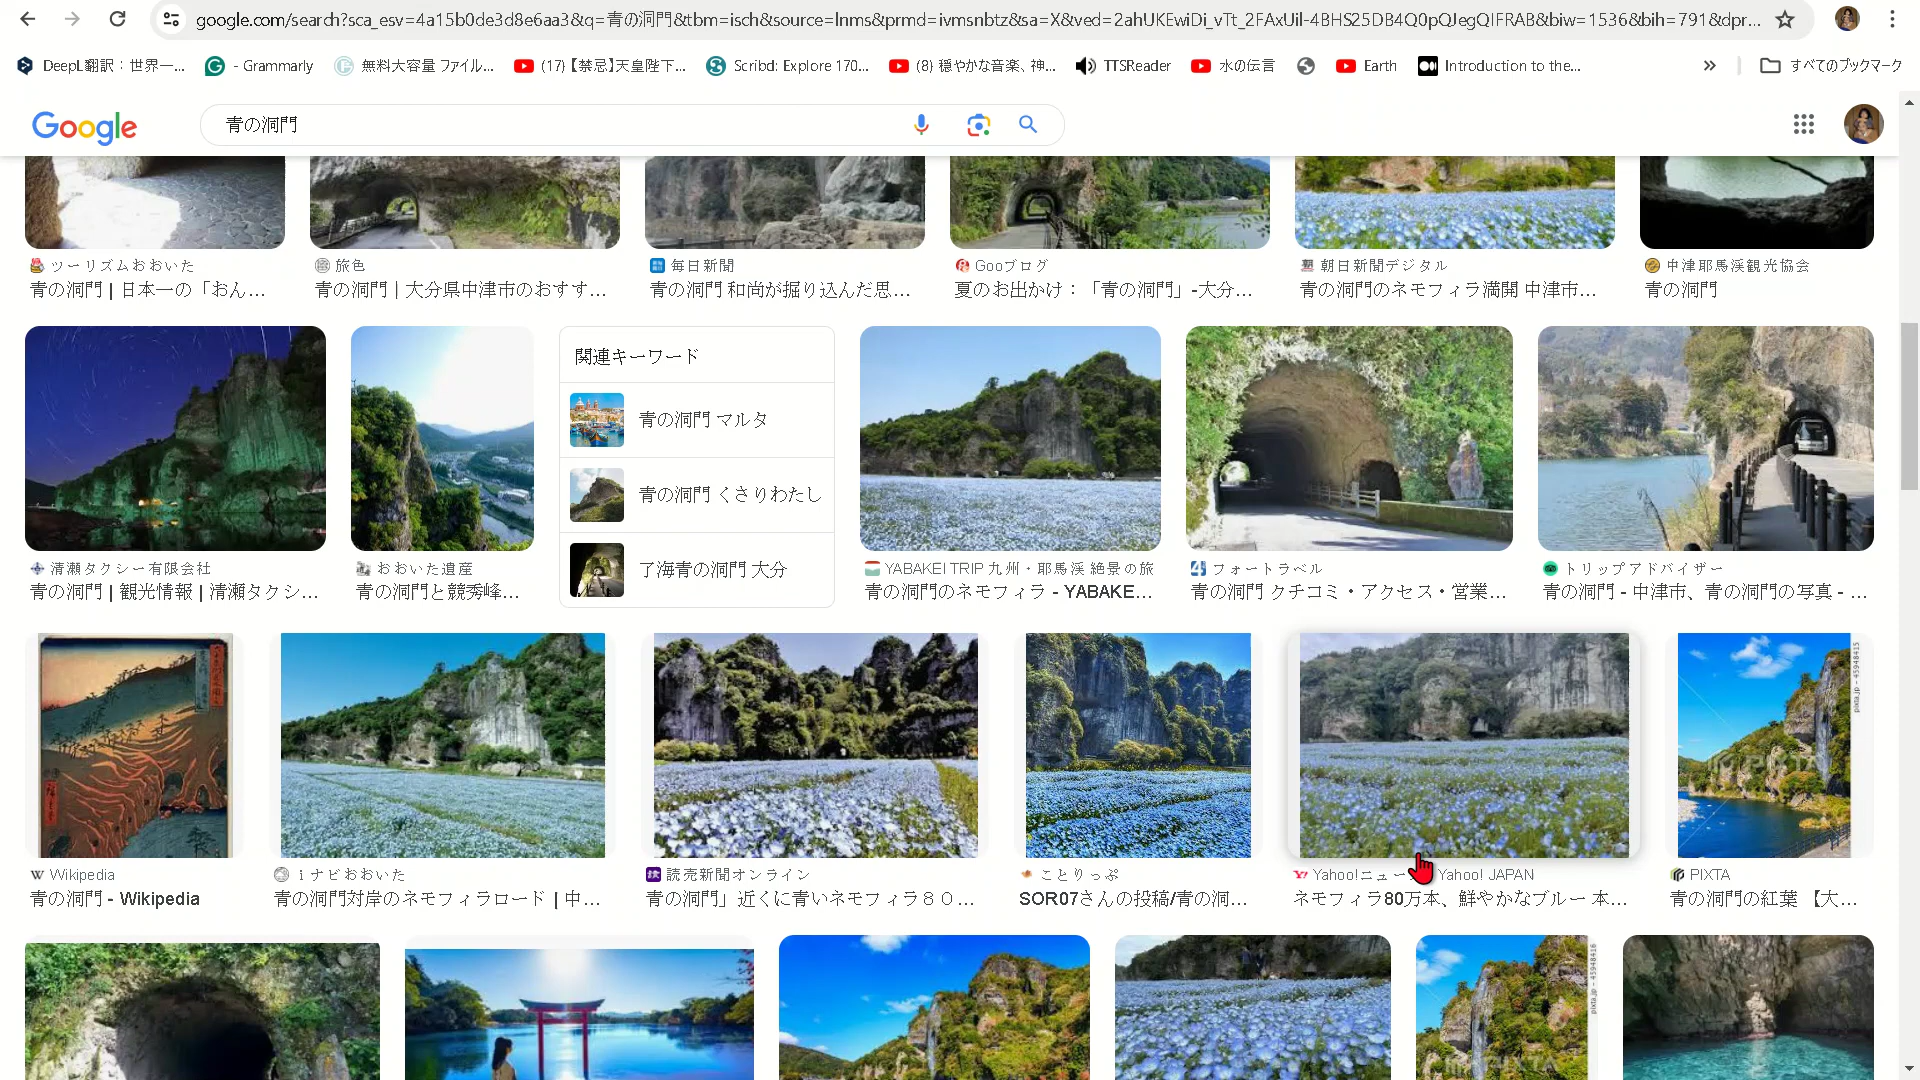 google.com/search?sca_esv=4a15b0de3d8e6aa3&q=青の洞門&tbm=isch&source=lnms&prmd=ivmsnbtz&sa=X&ved=2ahUKEwiDi_vTt_2FAxUil-4BHS25DB4Q0pQJegQIFRAB&biw=1536&bih=791&dpr...
DeepL翻訳：世界一...
- Grammarly
無料大容量 ファイル...
(17)【禁忌】天皇陛下...
Scribd: Explore 170...
(8) 穏やかな音楽、神...
TTSReader
水の伝言
Earth
Introduction to the...
すべてのブックマーク
Google
青の洞門
ツーリズムおおいた
旅色
毎日新聞
Gooブログ
朝日新聞デジタル
中津耶馬渓観光協会
青の洞門 | 日本一の「おん...
青の洞門 | 大分県中津市のおすす...
青の洞門 和尚が掘り込んだ思...
夏のお出かけ：「青の洞門」-大分...
青の洞門のネモフィラ満開 中津市...
青の洞門
関連キーワード
青の洞門 マルタ
青の洞門 くさりわたし
了海青の洞門 大分
清瀬タクシー有限会社
おおいた遺産
YABAKEI TRIP 九州・耶馬渓 絶景の旅
フォートラベル
トリップアドバイザー
青の洞門 | 観光情報 | 清瀬タクシ...
青の洞門と競秀峰...
青の洞門のネモフィラ - YABAKE...
青の洞門 クチコミ・アクセス・営業...
青の洞門 - 中津市、青の洞門の写真 - ...
pixta.jp - 45948415
PIXTA
Wikipedia
iナビおおいた
読売新聞オンライン
ことりっぷ
Yahoo!ニュー
Yahoo! JAPAN
PIXTA
青の洞門 - Wikipedia
青の洞門対岸のネモフィラロード | 中...
青の洞門」近くに青いネモフィラ８０...
SOR07さんの投稿/青の洞...
ネモフィラ80万本、鮮やかなブルー 本...
青の洞門の紅葉 【大...
PIXTA